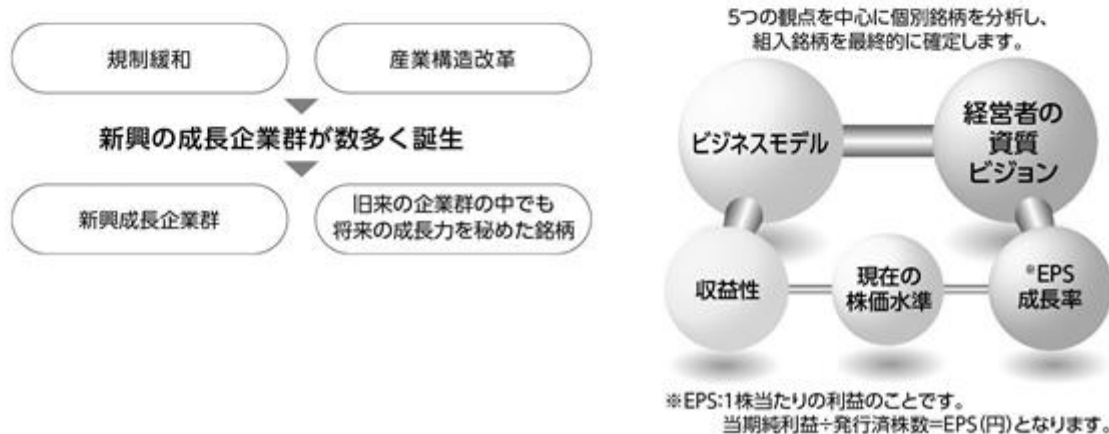 規制緩和
産業構造改革
新興の成長企業群が数多く誕生
新興成長企業群
旧来の企業群の中でも
将来の成長力を秘めた銘柄
5つの観点を中心に個別銘柄を分析し、
組入銘柄を最終的に確定します。
ビジネスモデル
経営者の
資質
ビジョン
収益性
現在の
株価水準
※EPS
成長率
※EPS:1株当たりの利益のことです。
当期純利益÷発行済株数=EPS(円)となります。